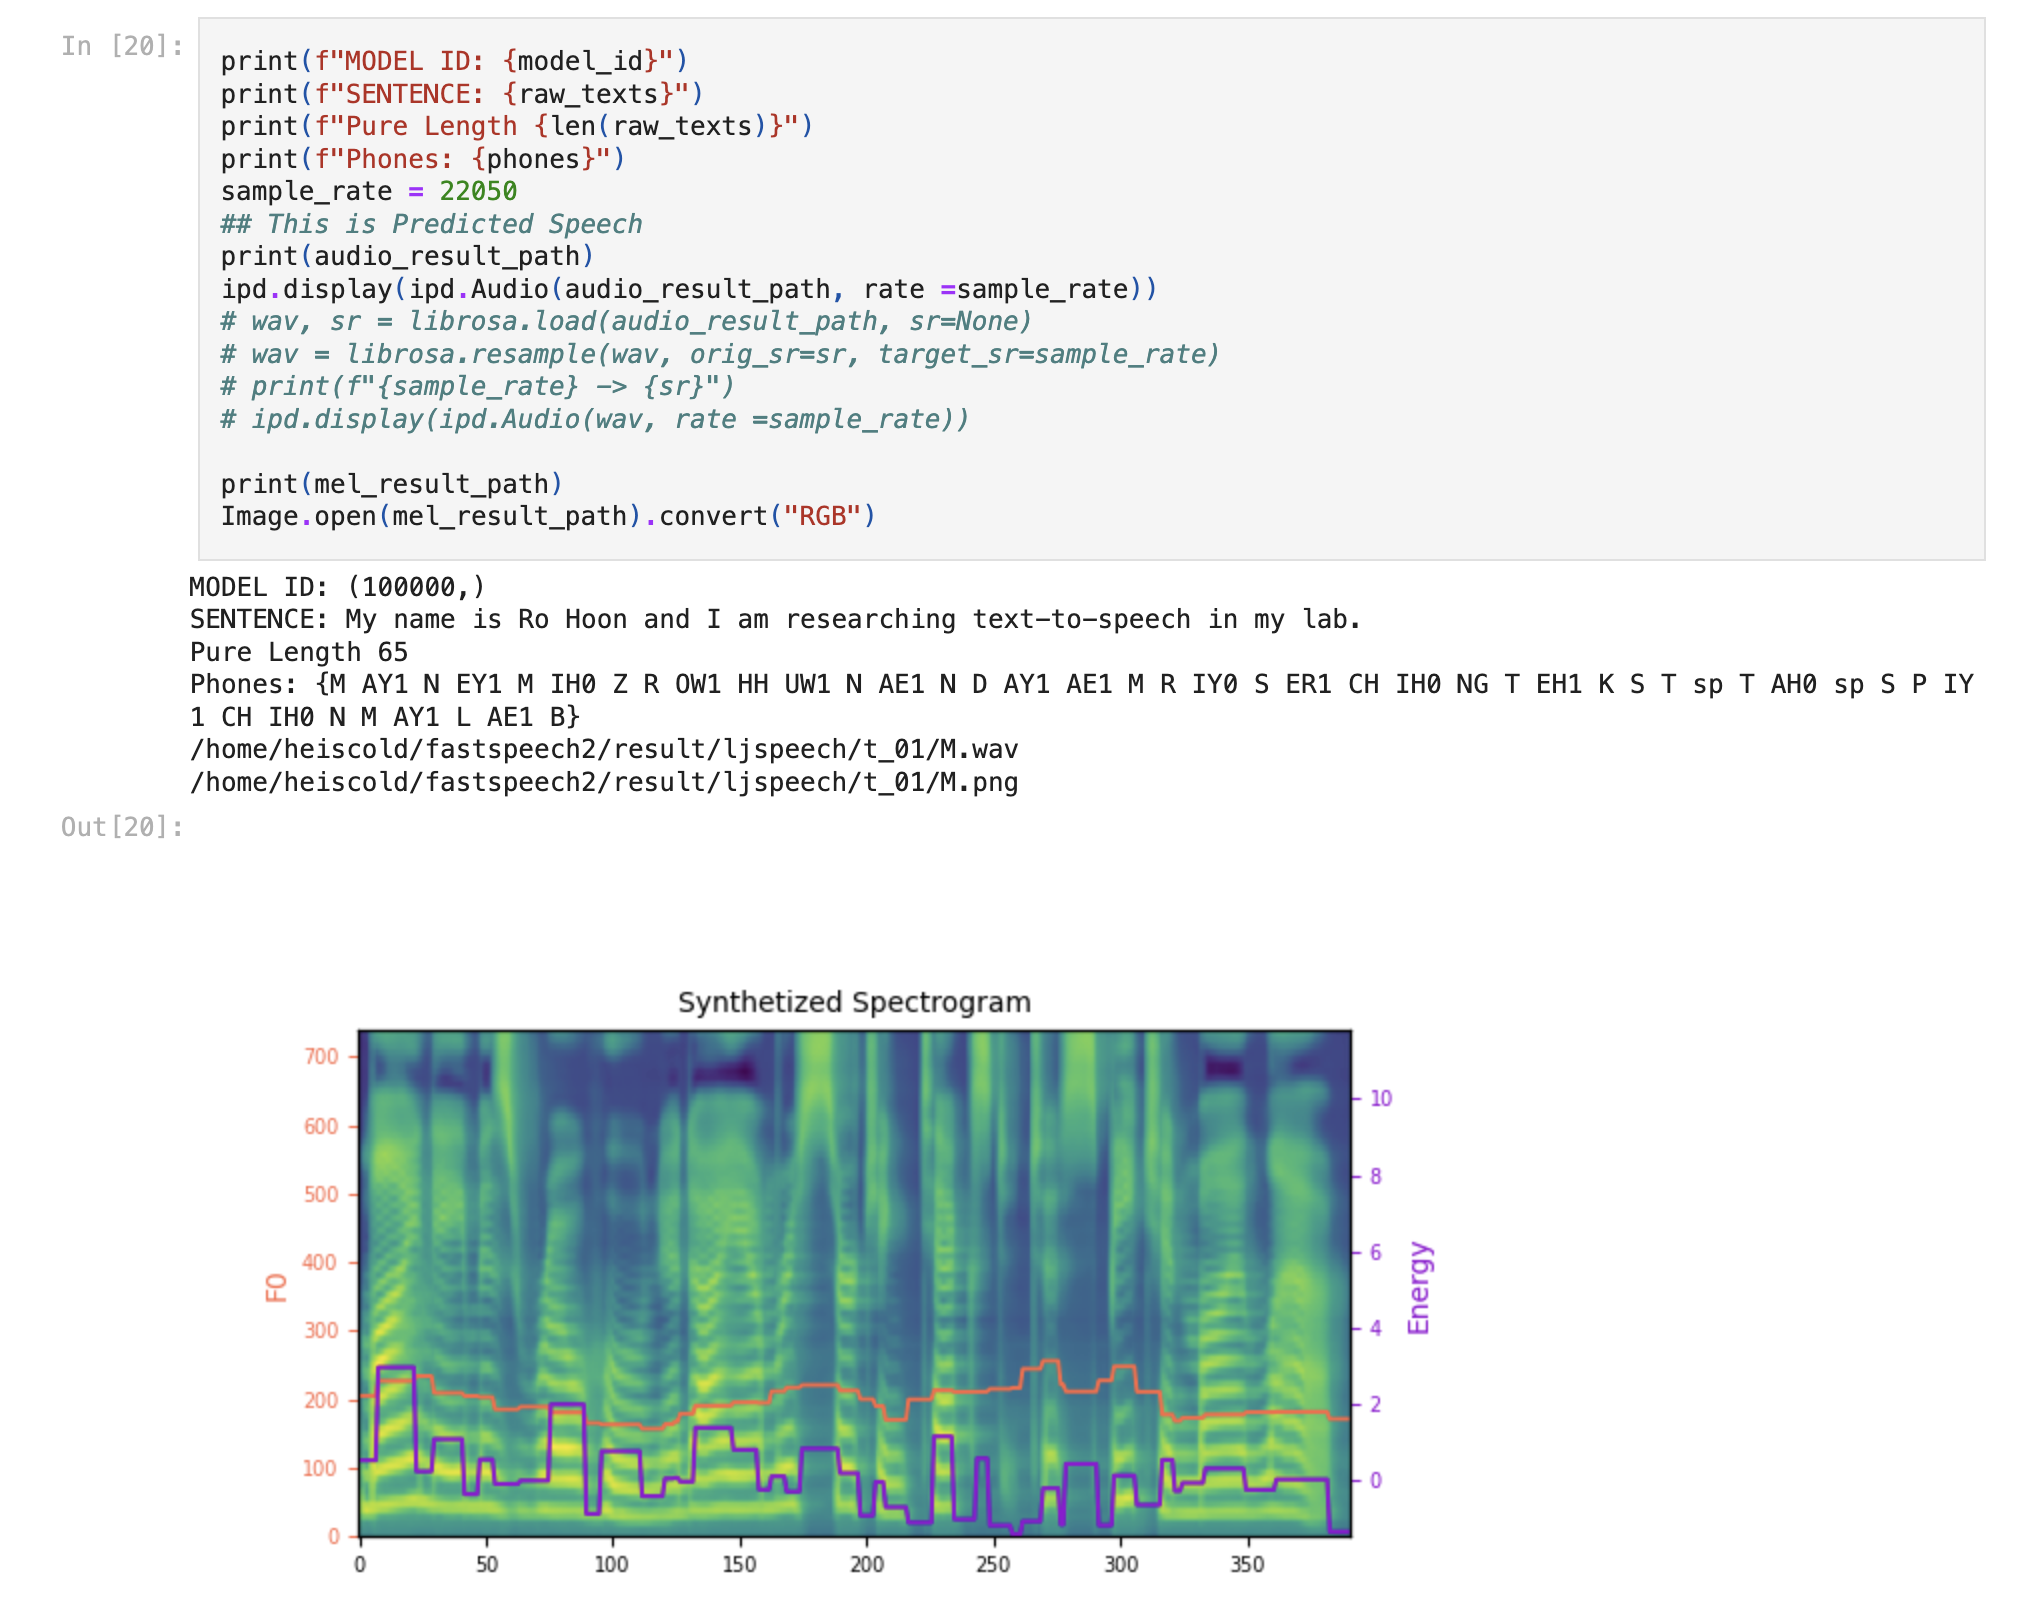 In [20]:
print(f"MODEL ID: {model_id}")
print(f"SENTENCE: {raw_texts}")
print(f"Pure Length {len(raw_texts)}")
print(f"Phones: {phones}")
sample_rate = 22050
## This is Predicted Speech
print(audio_result_path)
ipd.display(ipd.Audio(audio_result_path, rate =sample_rate))
# wav, sr = librosa.load(audio_result_path, sr=None)
# wav = librosa.resample(wav, orig_sr=sr, target_sr=sample_rate)
# print(f"{sample_rate} -> {sr}")
# ipd.display(ipd.Audio(wav, rate =sample_rate))
print(mel_result_path)
Image.open(mel_result_path).convert("RGB")
MODEL ID: (100000,)
SENTENCE: My name is Ro Hoon and I am researching text-to-speech in my lab.
Pure Length 65
Phones: {M AY1 N EY1 M IH0 Z R OW1 HH UW1 N AE1 N D AY1 AE1 M R IY0 S ER1 CH IH0 NG T EH1 K S T sp T AH0 sp S P IY
1 CH IH0 N M AY1 L AE1 B}
/home/heiscold/fastspeech2/result/ljspeech/t_01/M.wav
/home/heiscold/fastspeech2/result/ljspeech/t_01/M.png
Out[20]:
Synthetized Spectrogram
F0
700
600
500
400
300
200
100
0
10
8
6
4
2
0
Energy
0 50 100 150 200 250 300 350